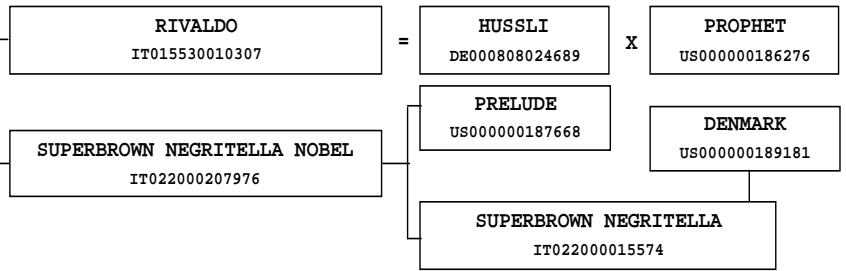 RIVALDO
IT015530010307
=
HUSSLI
DE000808024689
X
PROPHET
US000000186276
PRELUDE
US000000187668
DENMARK
US000000189181
SUPERBROWN NEGRITELLA NOBEL
IT022000207976
SUPERBROWN NEGRITELLA
IT022000015574